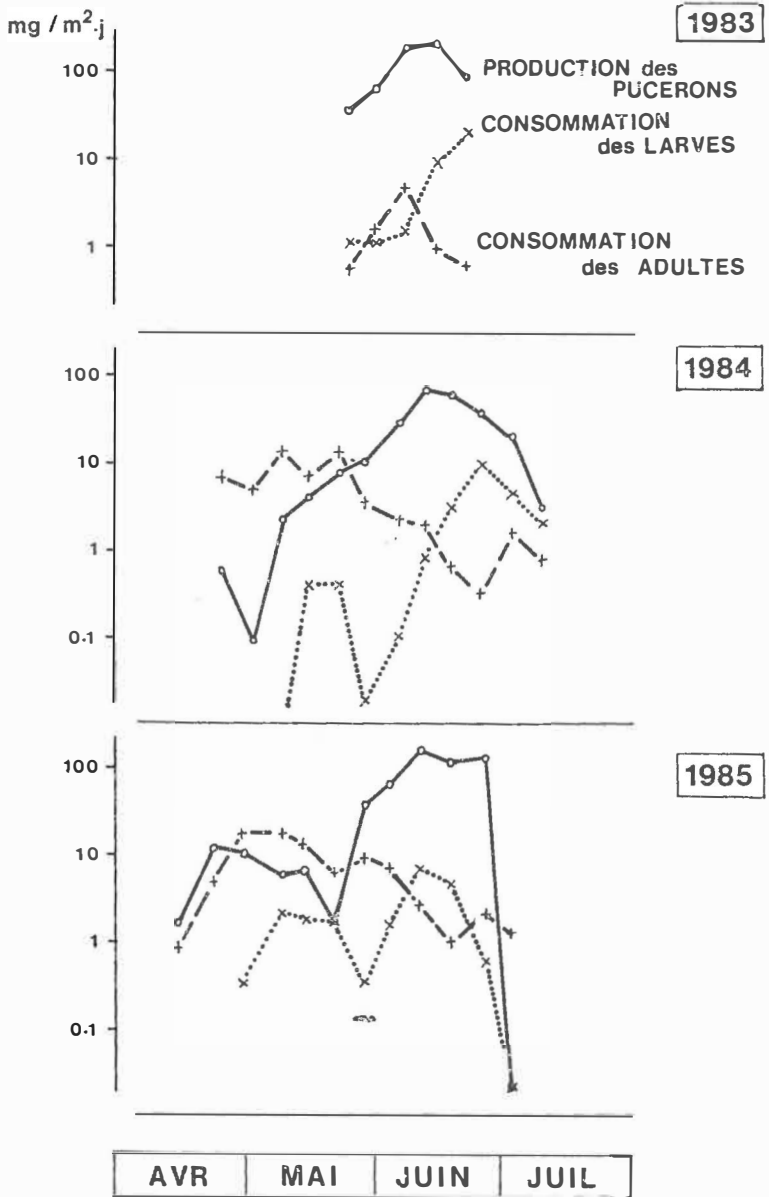 mg / m².j
1983
100
10
1
PRODUCTION des
PUCERONS
CONSOMMATION
des LARVES
CONSOMMATION
des ADULTES
1984
100
10
1
0.1
1985
100
10
1
0.1
AVR MAI JUIN JUIL